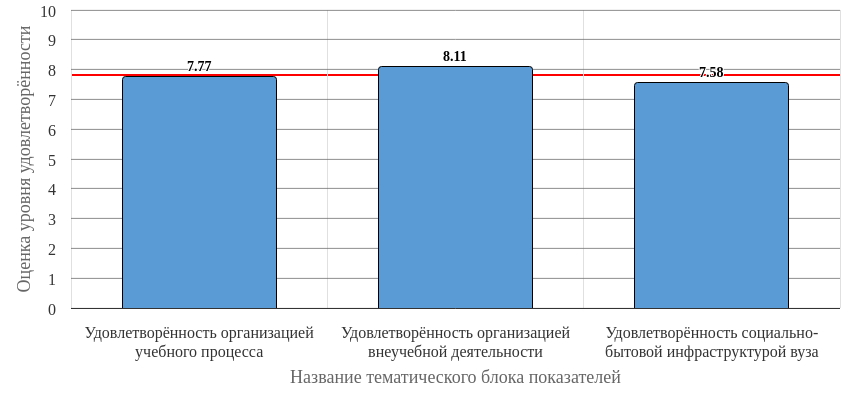 Оценка уровня удовлетворённости
10
9
8
7
6
5
4
3
2
1
0
7.77
8.11
7.58
Удовлетворённость организацией
учебного процесса
Удовлетворённость организацией
внеучебной деятельности
Удовлетворённость социально-
бытовой инфраструктурой вуза
Название тематического блока показателей